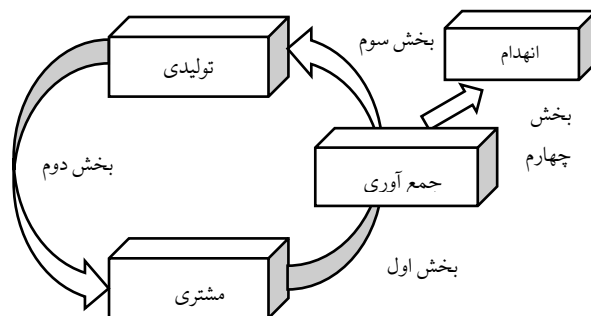 بخش سوم
انهدام
تولیدی
بخش
چهارم
بخش دوم
جمع آوری
بخش اول
مشتری